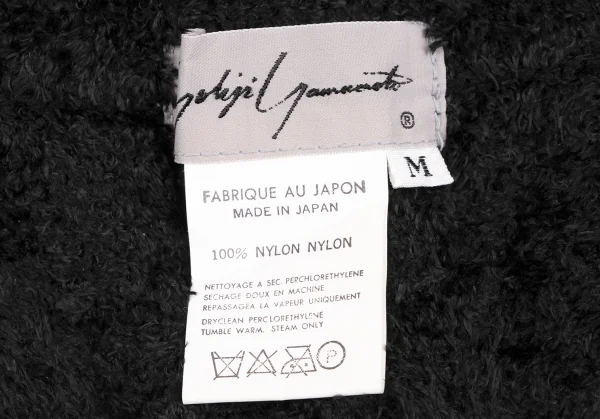 Yohji Yamamoto
®
M
FABRIQUE AU JAPON
MADE IN JAPAN
100% NYLON NYLON
NETTOYAGE A SEC. PERCHLORETHYLENE
SECHAGE DOUX EN MACHINE
REPASSAGEA LA VAPEUR UNIQUEMENT
DRYCLEAN PERCLORETHYLENE
TUMBLE WARM. STEAM ONLY
P